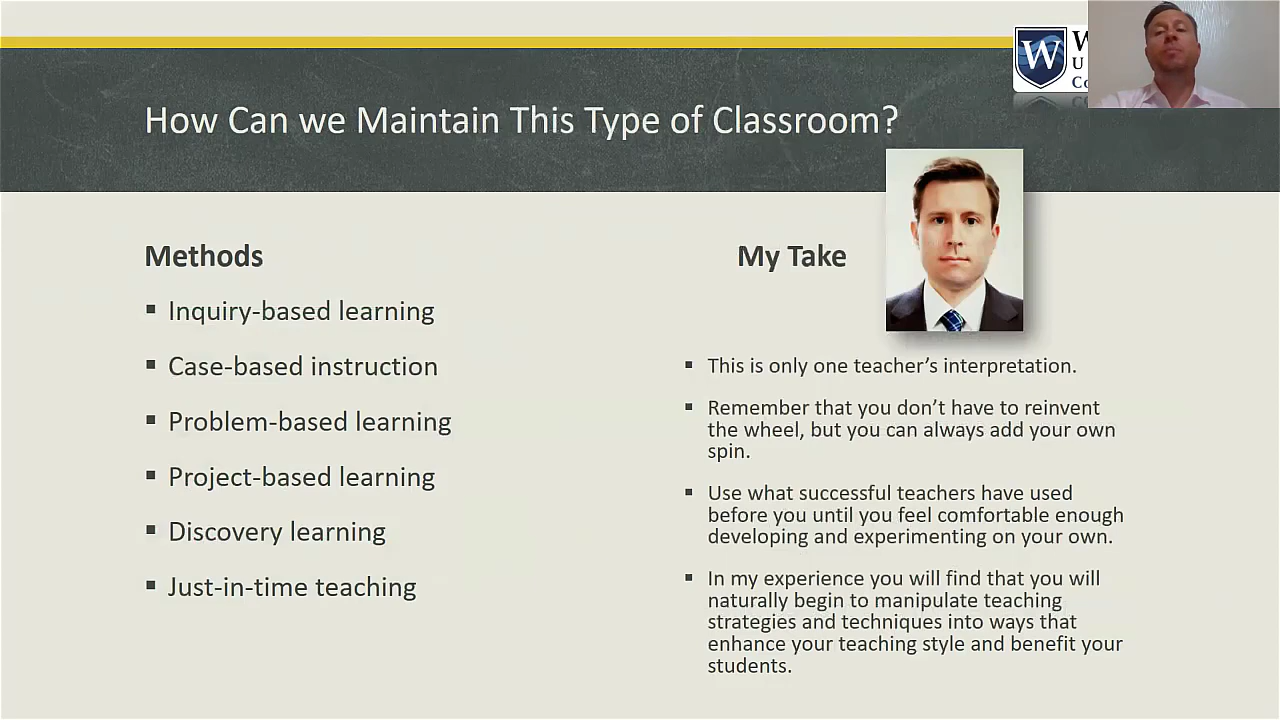 W
How Can we Maintain This Type of Classroom?
Methods
▪ Inquiry-based learning
▪ Case-based instruction
▪ Problem-based learning
▪ Project-based learning
▪ Discovery learning
▪ Just-in-time teaching
My Take
▪ This is only one teacher’s interpretation.
▪ Remember that you don’t have to reinvent
the wheel, but you can always add your own
spin.
▪ Use what successful teachers have used
before you until you feel comfortable enough
developing and experimenting on your own.
▪ In my experience you will find that you will
naturally begin to manipulate teaching
strategies and techniques into ways that
enhance your teaching style and benefit your
students.